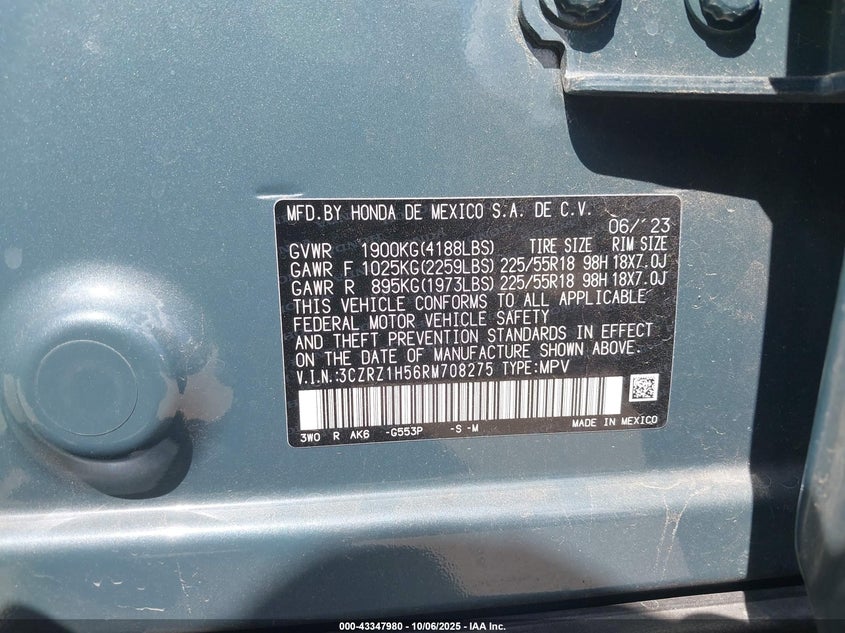 MFD.BY HONDA DE MEXICO S.A. DE C.V.
06/'23
GVWR 1900KG(4188LBS) TIRE SIZE RIM SIZE
GAWR F 1025KG(2259LBS) 225/55R18 98H 18X7.0J
GAWR R 895KG(1973LBS) 225/55R18 98H 18X7.0J
THIS VEHICLE CONFORMS TO ALL APPLICABLE
FEDERAL MOTOR VEHICLE SAFETY
AND THEFT PREVENTION STANDARDS IN EFFECT
ON THE DATE OF MANUFACTURE SHOWN ABOVE.
V.I.N.:3CZRZ1H56RM708275 TYPE:MPV
3WO R AK6 -G553P -S-M MADE IN MEXICO
000-43347980 - 10/06/2025 - IAA Inc.